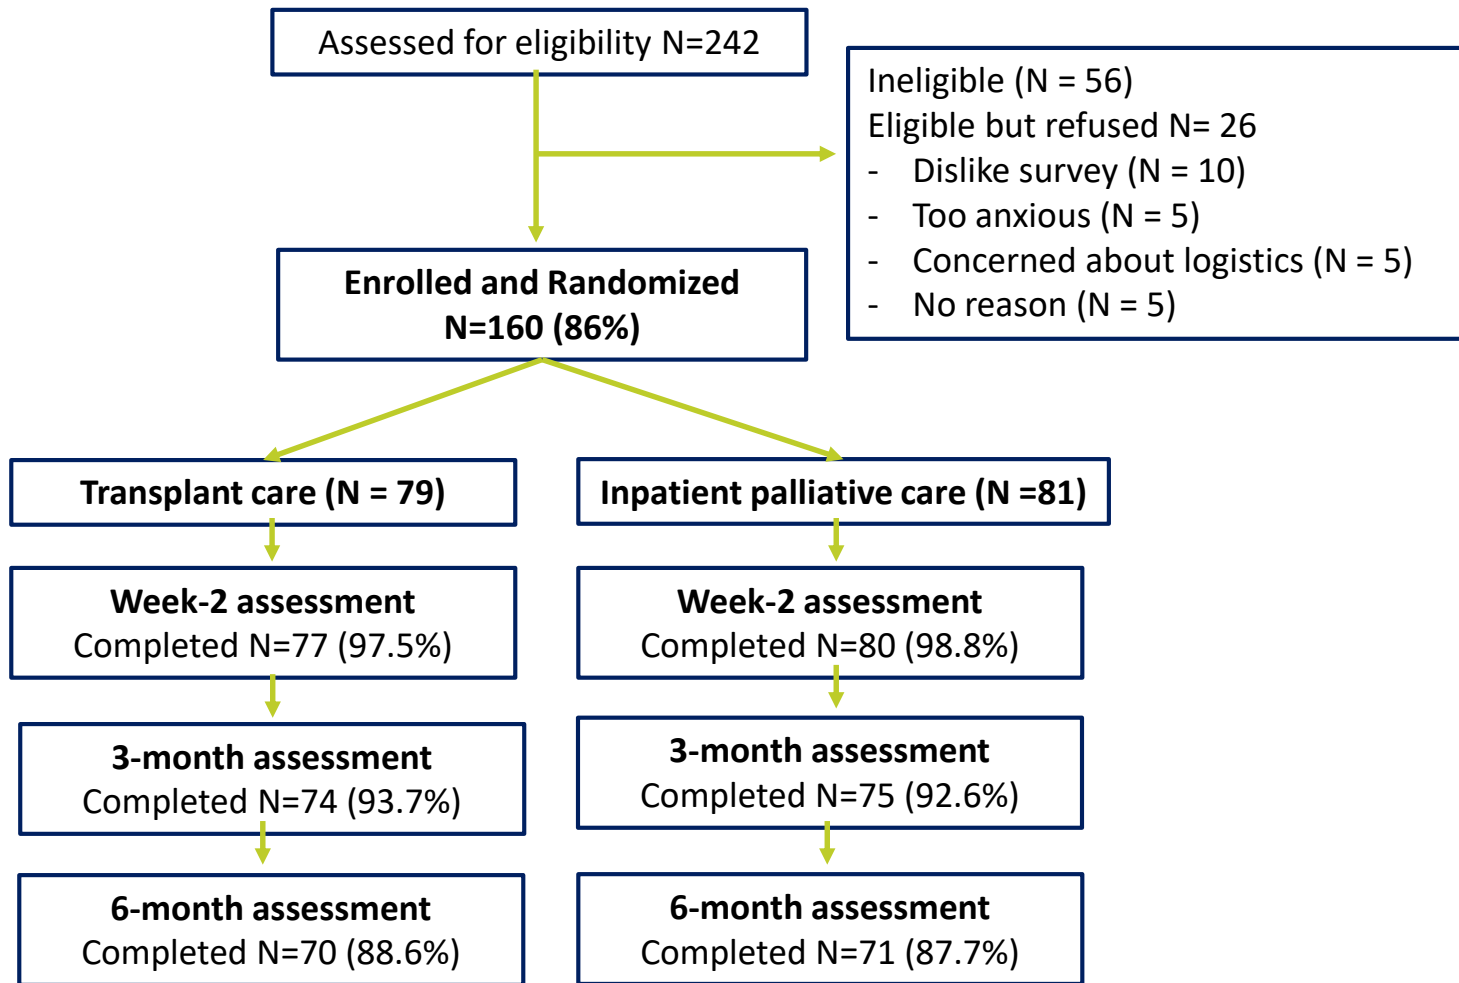 Assessed for eligibility N=242
Ineligible (N = 56)
Eligible but refused N= 26
- Dislike survey (N = 10)
- Too anxious (N = 5)
- Concerned about logistics (N = 5)
- No reason (N = 5)
Enrolled and Randomized
N=160 (86%)
Transplant care (N = 79)
Inpatient palliative care (N =81)
Week-2 assessment
Completed N=77 (97.5%)
Week-2 assessment
Completed N=80 (98.8%)
3-month assessment
Completed N=74 (93.7%)
3-month assessment
Completed N=75 (92.6%)
6-month assessment
Completed N=70 (88.6%)
6-month assessment
Completed N=71 (87.7%)